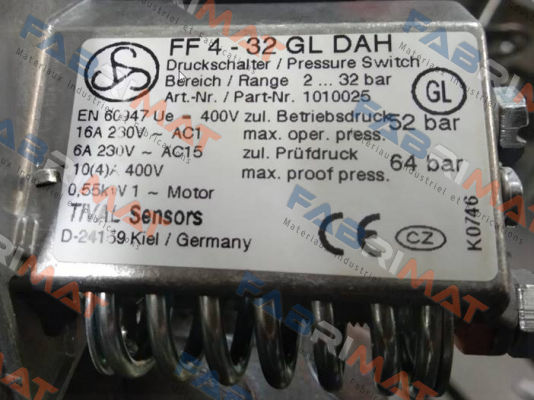 FF 4 - 32 GL DAH
Druckschalter / Pressure Switch
Bereich / Range 2 ... 32 bar
Art.-Nr. / Part-Nr. 1010025
GL
EN 60947 Ue ~ 400V zul. Betriebsdruck 52 bar
16A 230V ~ AC1 max. oper. press.
6A 230V ~ AC15 zul. Prüfdruck 64 bar
10(4)A 400V max. proof press.
0,55kW 1 ~ Motor
Sensors
D-24159 Kiel / Germany
CE
CZ
K0746
FABRIMAT